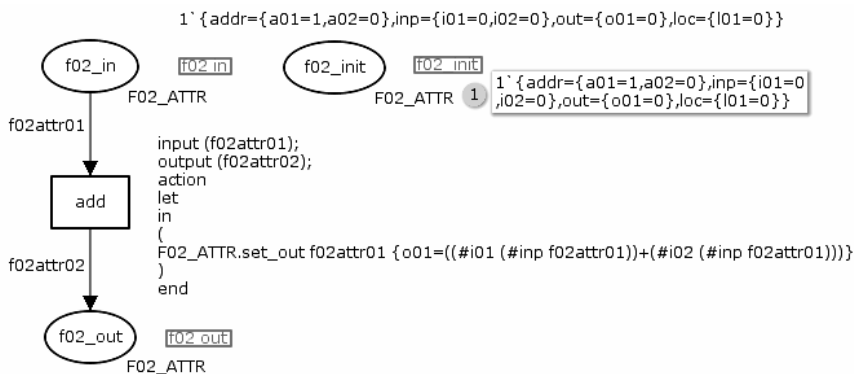 1`{addr={a01=1,a02=0},inp={i01=0,i02=0},out={o01=0},loc={l01=0}}
f02_in
f02 in
F02_ATTR
f02_init
f02_init
F02_ATTR
1
1`{addr={a01=1,a02=0},inp={i01=0
,i02=0},out={o01=0},loc={l01=0}}
f02attr01
input (f02attr01);
output (f02attr02);
action
let
in
(
F02_ATTR.set_out f02attr01 {o01=((#i01 (#inp f02attr01))+(#i02 (#inp f02attr01)))}
)
end
add
f02attr02
f02_out
f02 out
F02_ATTR